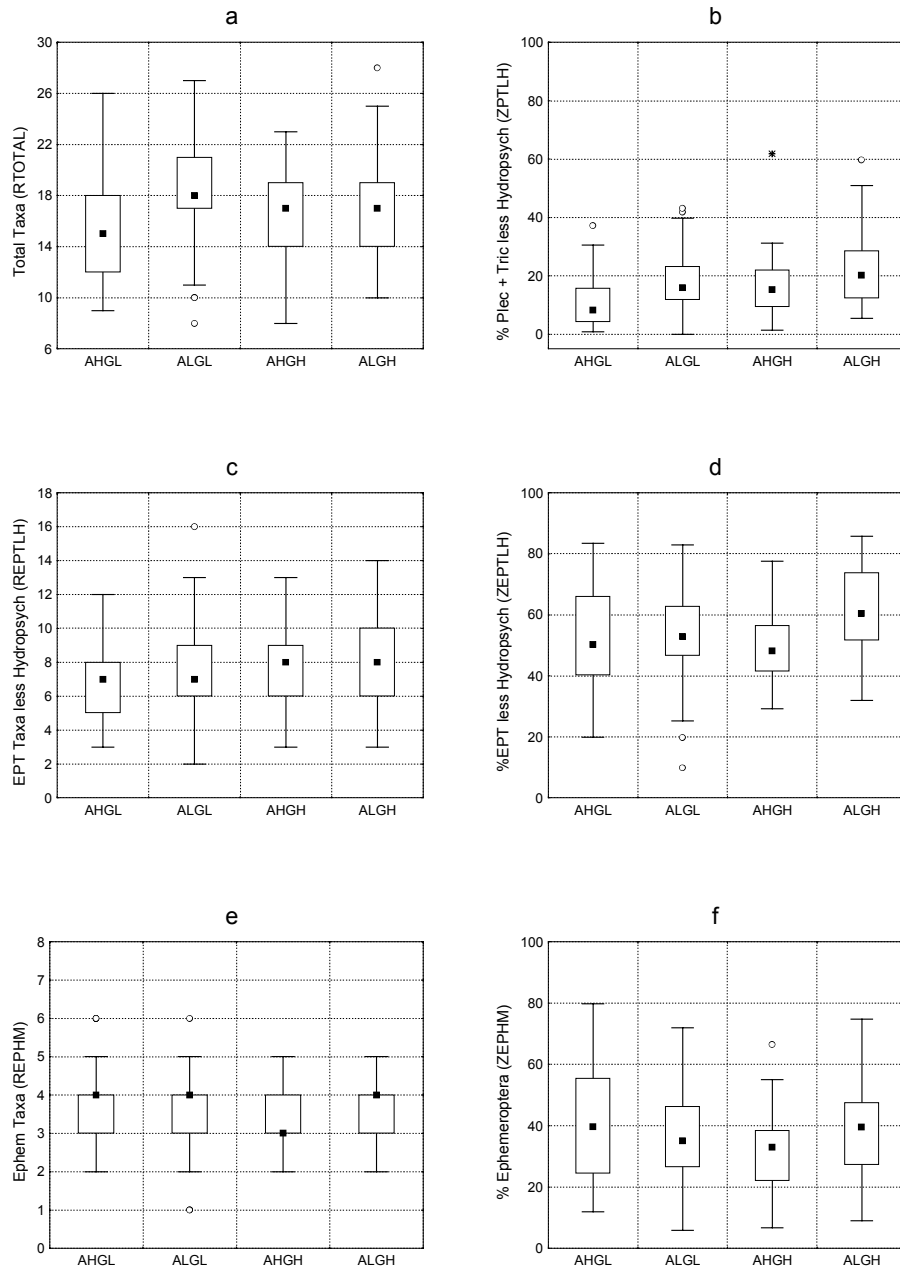 a
30
26
22
18
14
10
6
Total Taxa (RTOTAL)
AHGL ALGL AHGH ALGH
b
100
80
60
40
20
0
% Plec + Tric less Hydropsych (ZPTLH)
AHGL ALGL AHGH ALGH
c
18
16
14
12
10
8
6
4
2
0
EPT Taxa less Hydropsych (REPTLH)
AHGL ALGL AHGH ALGH
d
100
80
60
40
20
0
%EPT less Hydropsych (ZEPTLH)
AHGL ALGL AHGH ALGH
e
8
7
6
5
4
3
2
1
0
Ephem Taxa (REPHM)
AHGL ALGL AHGH ALGH
f
100
80
60
40
20
0
% Ephemeroptera (ZEPHM)
AHGL ALGL AHGH ALGH